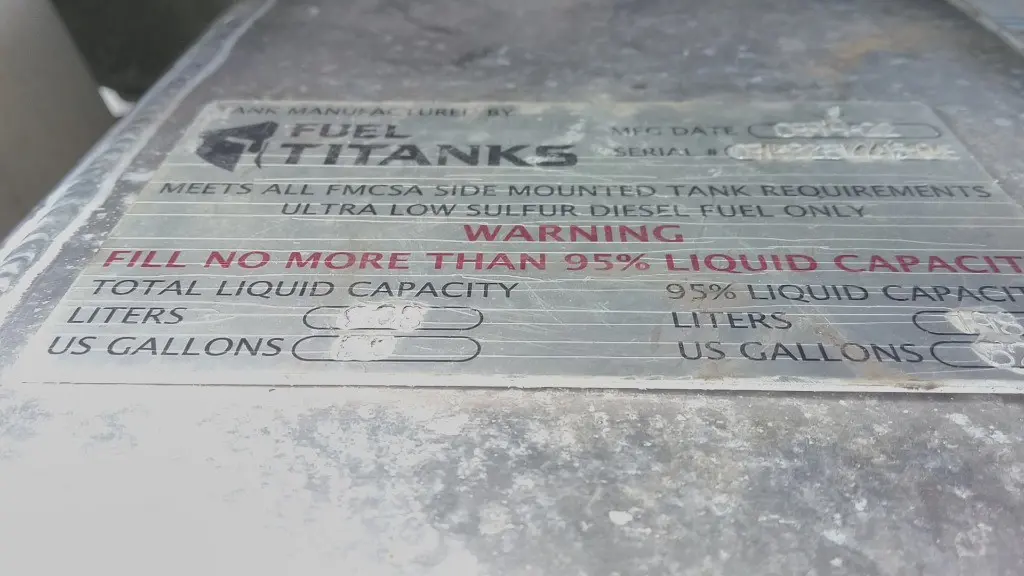 TANK MANUFACTURED BY
FUEL
TITANKS
MFG DATE
SERIAL #
MEETS ALL FMCSA SIDE MOUNTED TANK REQUIREMENTS
ULTRA LOW SULFUR DIESEL FUEL ONLY
WARNING
FILL NO MORE THAN 95% LIQUID CAPACIT
TOTAL LIQUID CAPACITY
LITERS
US GALLONS
95% LIQUID CAPACIT
LITERS
US GALLONS